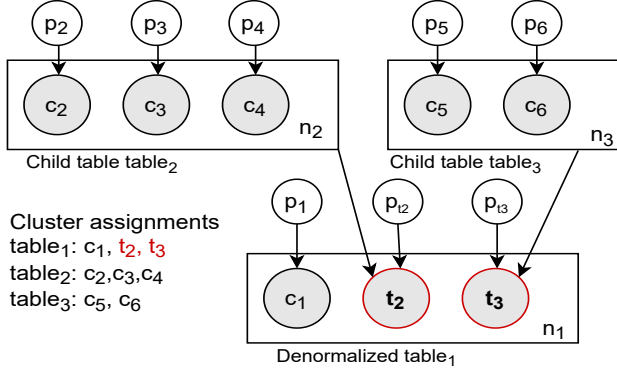 p2 p3 p4 p5 p6
c2 c3 c4 c5 c6
n2 n3
Child table table2 Child table table3
p1 pt2 pt3
Cluster assignments
table1: c1, t2, t3
table2: c2,c3,c4
table3: c5, c6
c1 t2 t3
n1
Denormalized table1